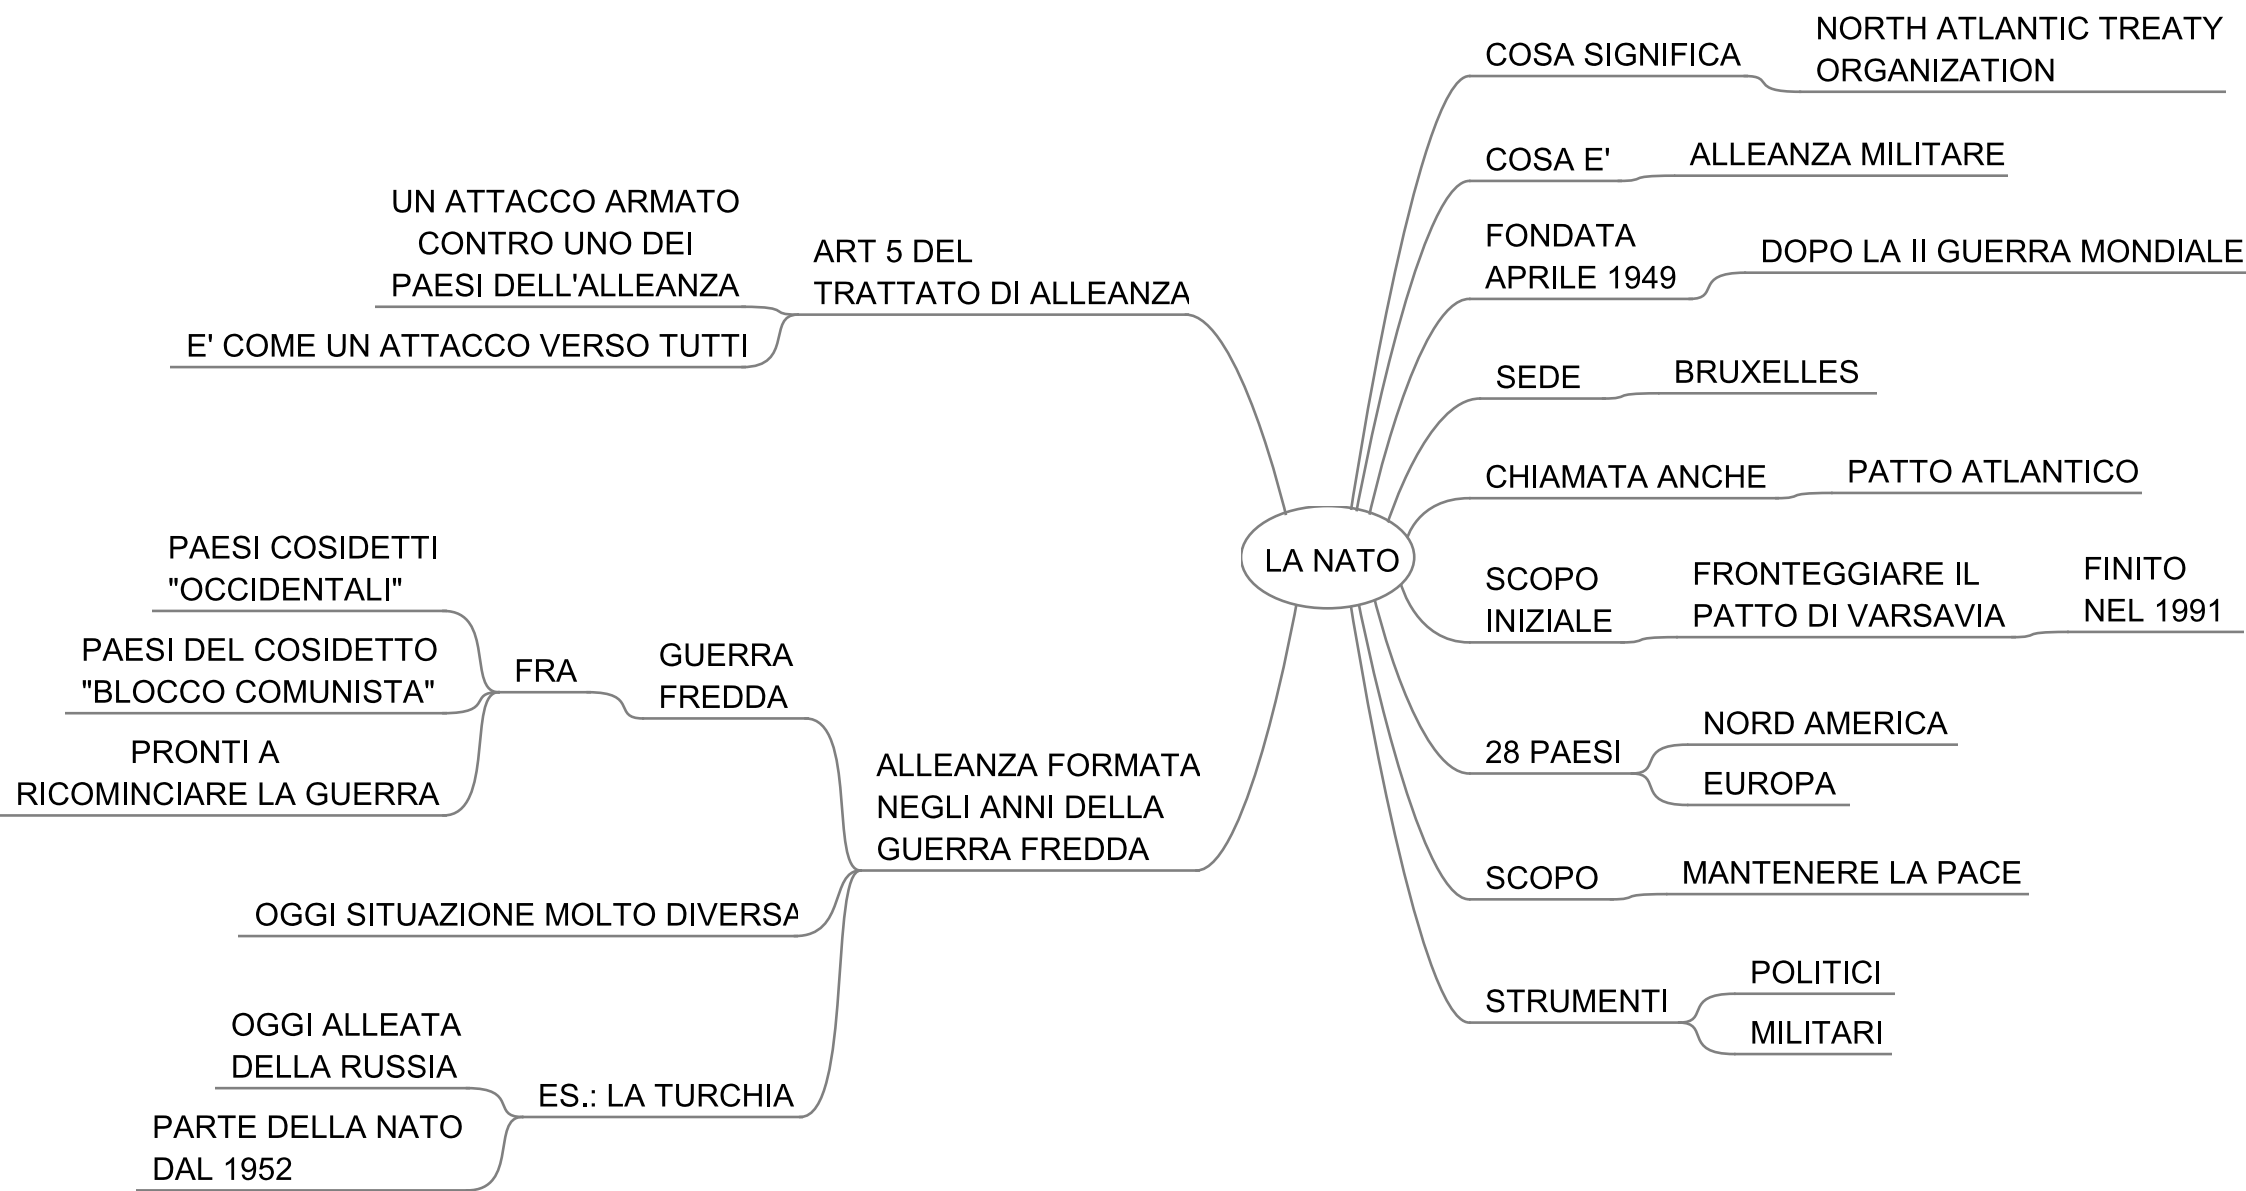 LA NATO
COSA SIGNIFICA
NORTH ATLANTIC TREATY
ORGANIZATION
COSA E'
ALLEANZA MILITARE
FONDATA
APRILE 1949
DOPO LA II GUERRA MONDIALE
SEDE
BRUXELLES
CHIAMATA ANCHE
PATTO ATLANTICO
SCOPO
INIZIALE
FRONTEGGIARE IL
PATTO DI VARSAVIA
FINITO
NEL 1991
28 PAESI
NORD AMERICA
EUROPA
SCOPO
MANTENERE LA PACE
STRUMENTI
POLITICI
MILITARI
ART 5 DEL
TRATTATO DI ALLEANZA
UN ATTACCO ARMATO
CONTRO UNO DEI
PAESI DELL'ALLEANZA
E' COME UN ATTACCO VERSO TUTTI
ALLEANZA FORMATA
NEGLI ANNI DELLA
GUERRA FREDDA
GUERRA
FREDDA
FRA
PAESI COSIDETTI
"OCCIDENTALI"
PAESI DEL COSIDETTO
"BLOCCO COMUNISTA"
PRONTI A
RICOMINCIARE LA GUERRA
OGGI SITUAZIONE MOLTO DIVERSA
ES.: LA TURCHIA
OGGI ALLEATA
DELLA RUSSIA
PARTE DELLA NATO
DAL 1952